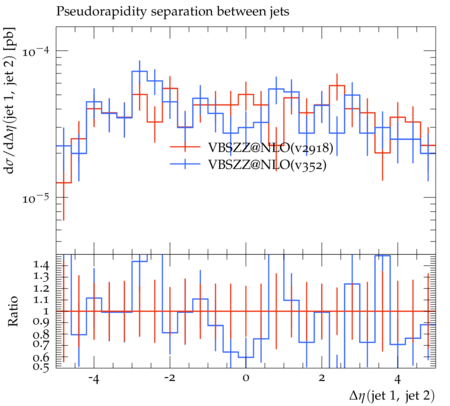 Pseudorapidity separation between jets
dσ/dΔη(jet 1, jet 2) [pb]
10⁻⁴
10⁻⁵
VBSZZ@NLO(v2918)
VBSZZ@NLO(v352)
Ratio
1.4
1.3
1.2
1.1
1
0.9
0.8
0.7
0.6
0.5
-4 -2 0 2 4
Δη(jet 1, jet 2)